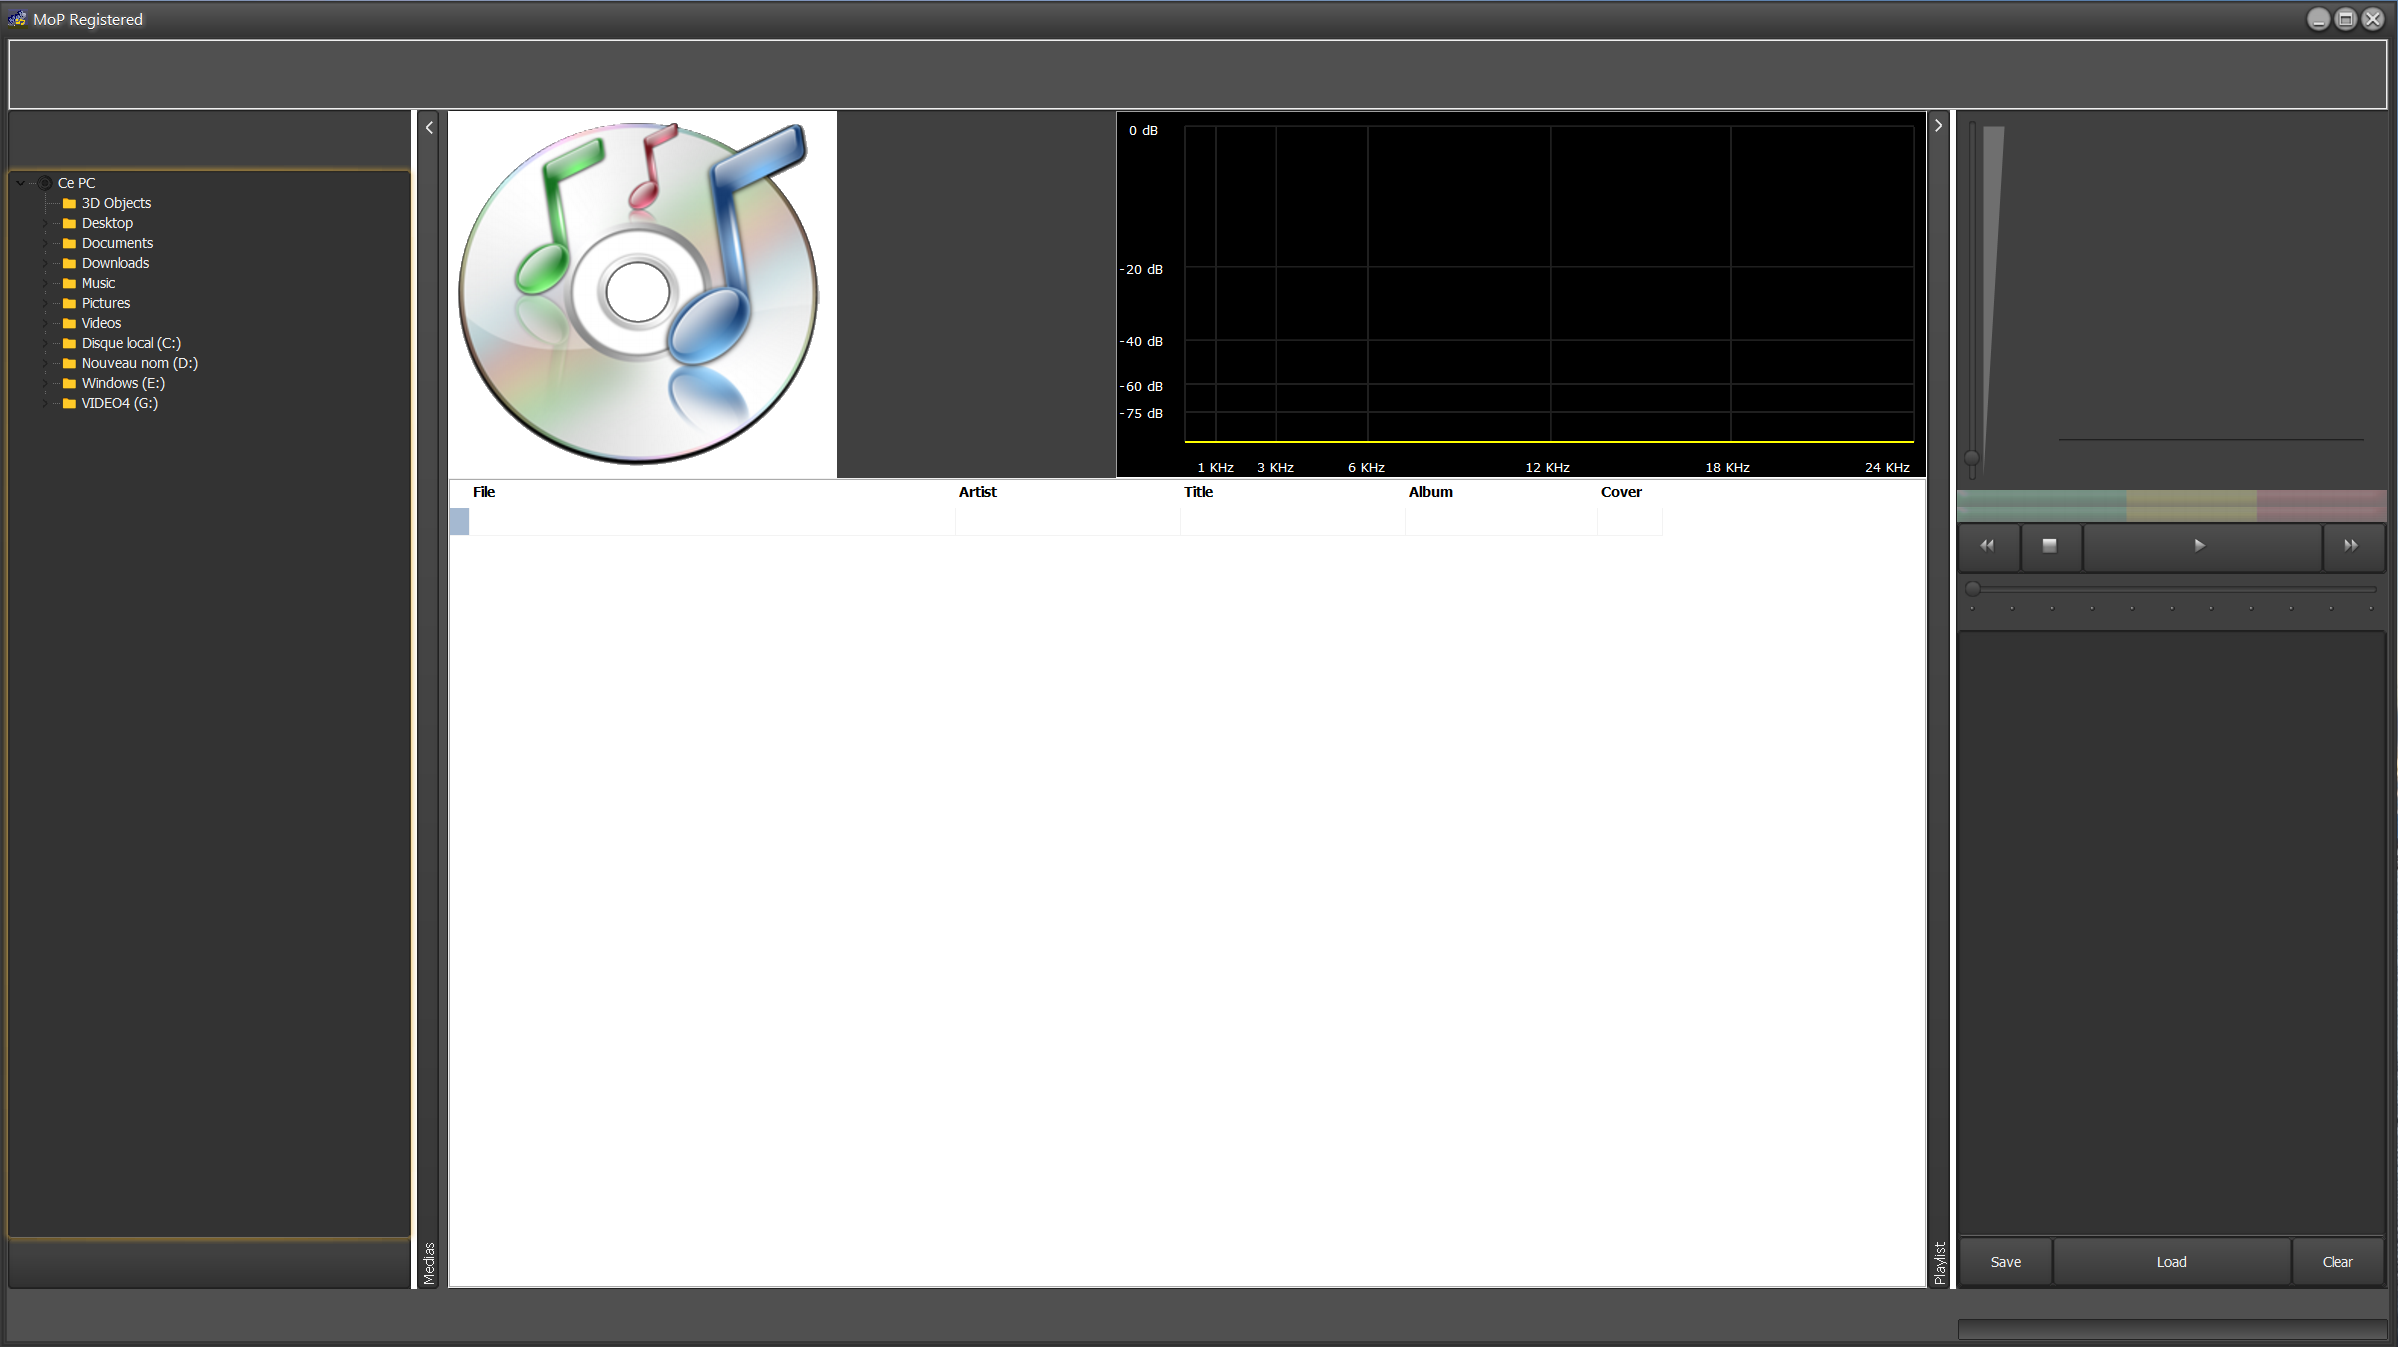 MoP Registered
Ce PC
3D Objects
Desktop
Documents
Downloads
Music
Pictures
Videos
Disque local (C:)
Nouveau nom (D:)
Windows (E:)
VIDEO4 (G:)
Medias
0 dB
-20 dB
-40 dB
-60 dB
-75 dB
1 KHz 3 KHz 6 KHz 12 KHz 18 KHz 24 KHz
File Artist Title Album Cover
Playlist
Save Load Clear